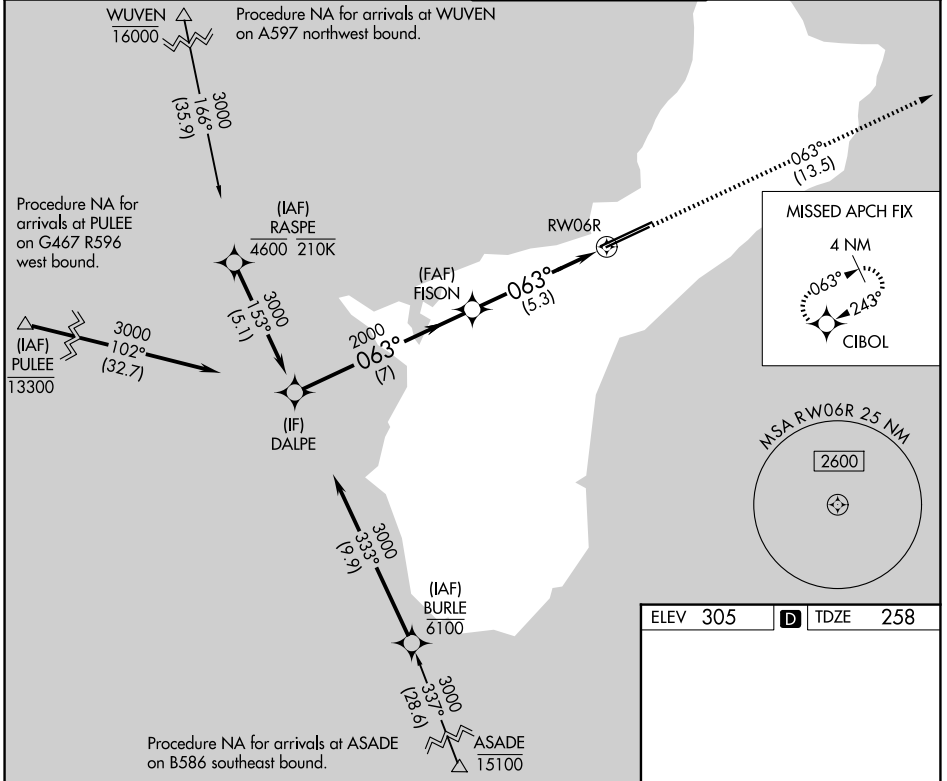 WUVEN
16000
Procedure NA for arrivals at WUVEN
on A597 northwest bound.
3000
166°
(35.9)
063°
(13.5)
Procedure NA for
arrivals at PULEE
on G467 R596
west bound.
(IAF)
RASPE
4600 210K
RW06R
MISSED APCH FIX
4 NM
063°
243°
CIBOL
(FAF)
FISON
063°
(5.3)
3000
153°
(5.1)
(IAF)
PULEE
13300
3000
102°
(32.7)
2000
063°
(7)
(IF)
DALPE
MSA RW06R 25 NM
2600
3000
333°
(9.9)
(IAF)
BURLE
6100
ELEV 305
D
TDZE 258
3000
337°
(28.6)
Procedure NA for arrivals at ASADE
on B586 southeast bound.
ASADE
15100